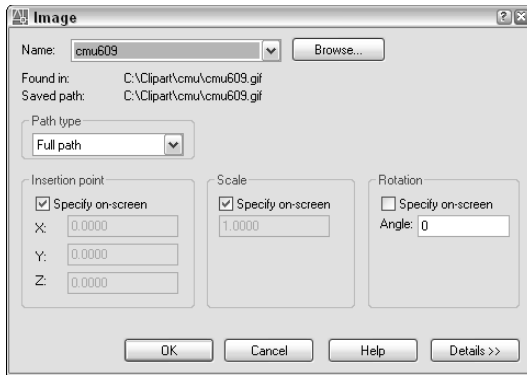 Image
Name: cmu609 Browse...
Found in: C:\Clipart\cmu\cmu609.gif
Saved path: C:\Clipart\cmu\cmu609.gif
Path type
Full path
Insertion point Scale Rotation
Specify on-screen Specify on-screen Specify on-screen
X: 0.0000 1.0000 Angle: 0
Y: 0.0000
Z: 0.0000
OK Cancel Help Details >>